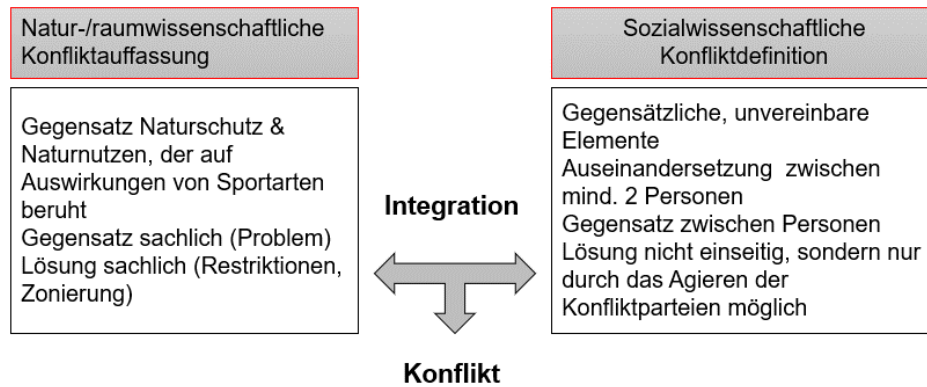 Natur-/raumwissenschaftliche
Konfliktauffassung
Gegensatz Naturschutz &
Naturnutzen, der auf
Auswirkungen von Sportarten
beruht
Gegensatz sachlich (Problem)
Lösung sachlich (Restriktionen,
Zonierung)
Integration
Konflikt
Sozialwissenschaftliche
Konfliktdefinition
Gegensätzliche, unvereinbare
Elemente
Auseinandersetzung zwischen
mind. 2 Personen
Gegensatz zwischen Personen
Lösung nicht einseitig, sondern nur
durch das Agieren der
Konfliktparteien möglich